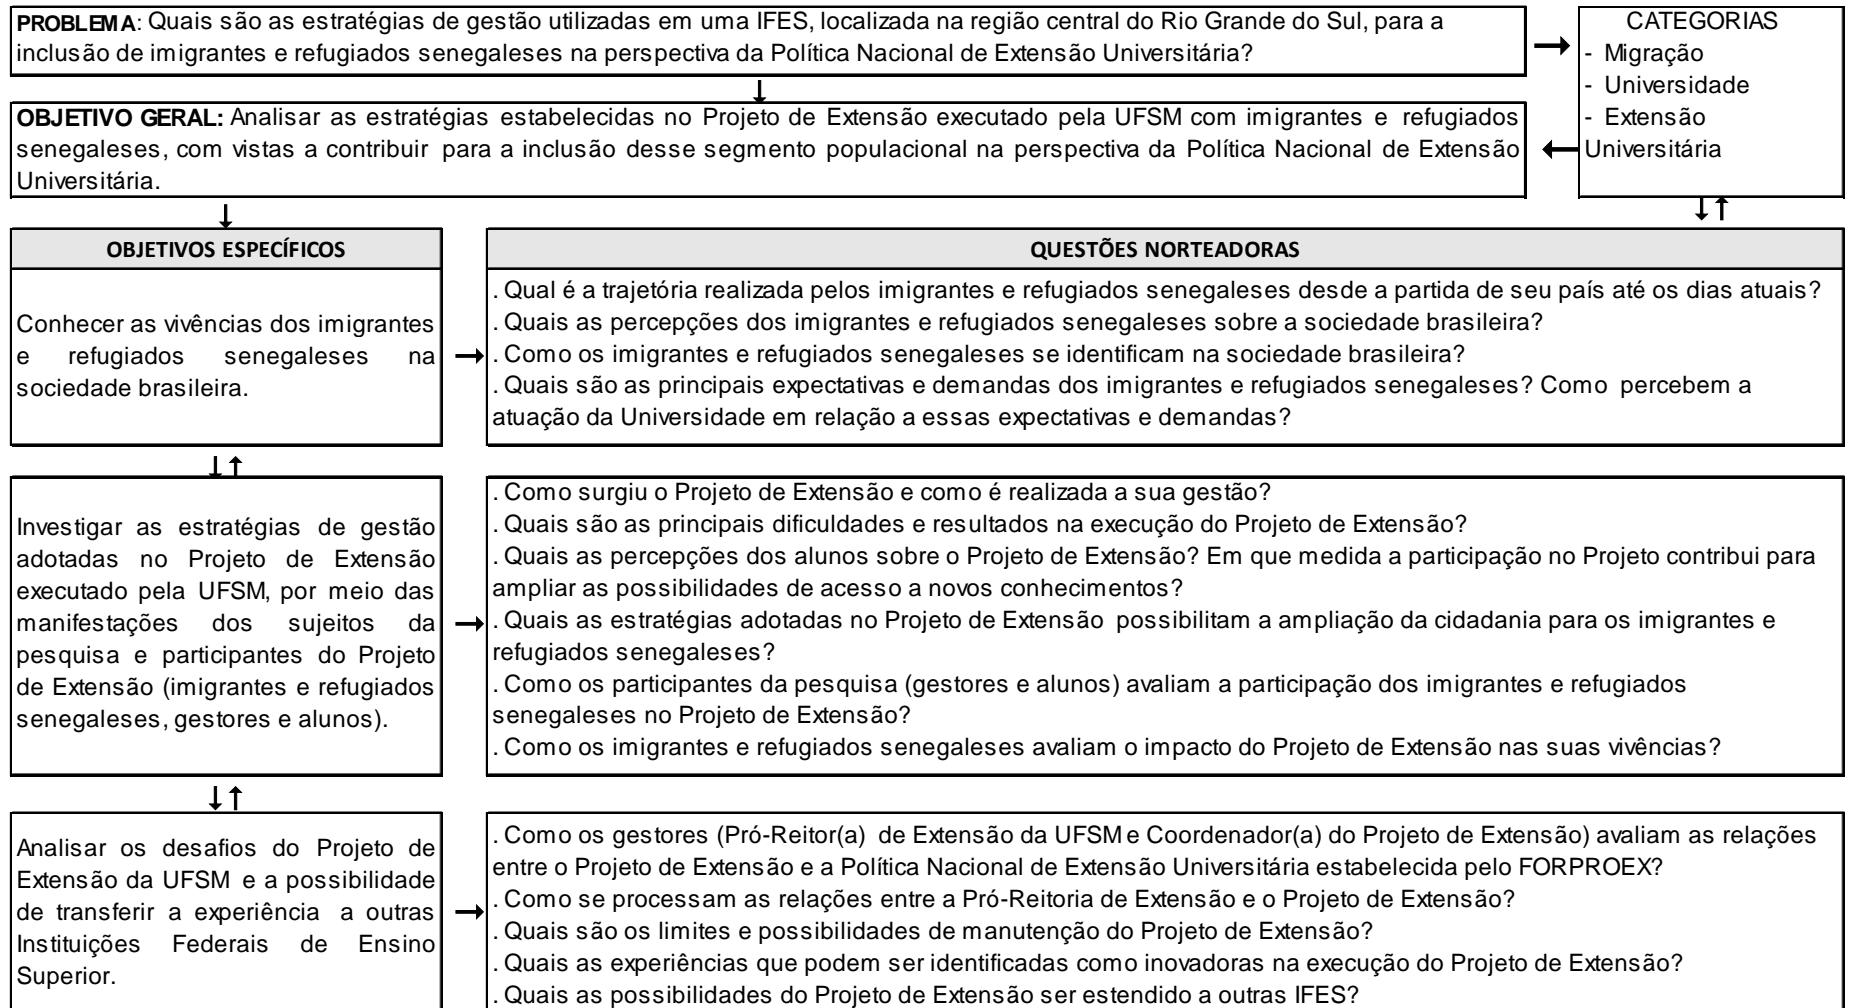 PROBLEMA: Quais são as estratégias de gestão utilizadas em uma IFES, localizada na região central do Rio Grande do Sul, para a
inclusão de imigrantes e refugiados senegaleses na perspectiva da Política Nacional de Extensão Universitária?
CATEGORIAS
- Migração
- Universidade
- Extensão
Universitária
OBJETIVO GERAL: Analisar as estratégias estabelecidas no Projeto de Extensão executado pela UFSM com imigrantes e refugiados
senegaleses, com vistas a contribuir para a inclusão desse segmento populacional na perspectiva da Política Nacional de Extensão
Universitária.
OBJETIVOS ESPECÍFICOS
QUESTÕES NORTEADORAS
Conhecer as vivências dos imigrantes
e refugiados senegaleses na
sociedade brasileira.
. Qual é a trajetória realizada pelos imigrantes e refugiados senegaleses desde a partida de seu país até os dias atuais?
. Quais as percepções dos imigrantes e refugiados senegaleses sobre a sociedade brasileira?
. Como os imigrantes e refugiados senegaleses se identificam na sociedade brasileira?
. Quais são as principais expectativas e demandas dos imigrantes e refugiados senegaleses? Como percebem a
atuação da Universidade em relação a essas expectativas e demandas?
Investigar as estratégias de gestão
adotadas no Projeto de Extensão
executado pela UFSM, por meio das
manifestações dos sujeitos da
pesquisa e participantes do Projeto
de Extensão (imigrantes e refugiados
senegaleses, gestores e alunos).
. Como surgiu o Projeto de Extensão e como é realizada a sua gestão?
. Quais são as principais dificuldades e resultados na execução do Projeto de Extensão?
. Quais as percepções dos alunos sobre o Projeto de Extensão? Em que medida a participação no Projeto contribui para
ampliar as possibilidades de acesso a novos conhecimentos?
. Quais as estratégias adotadas no Projeto de Extensão possibilitam a ampliação da cidadania para os imigrantes e
refugiados senegaleses?
. Como os participantes da pesquisa (gestores e alunos) avaliam a participação dos imigrantes e refugiados
senegaleses no Projeto de Extensão?
. Como os imigrantes e refugiados senegaleses avaliam o impacto do Projeto de Extensão nas suas vivências?
Analisar os desafios do Projeto de
Extensão da UFSM e a possibilidade
de transferir a experiência a outras
Instituições Federais de Ensino
Superior.
. Como os gestores (Pró-Reitor(a) de Extensão da UFSM e Coordenador(a) do Projeto de Extensão) avaliam as relações
entre o Projeto de Extensão e a Política Nacional de Extensão Universitária estabelecida pelo FORPROEX?
. Como se processam as relações entre a Pró-Reitoria de Extensão e o Projeto de Extensão?
. Quais são os limites e possibilidades de manutenção do Projeto de Extensão?
. Quais as experiências que podem ser identificadas como inovadoras na execução do Projeto de Extensão?
. Quais as possibilidades do Projeto de Extensão ser estendido a outras IFES?